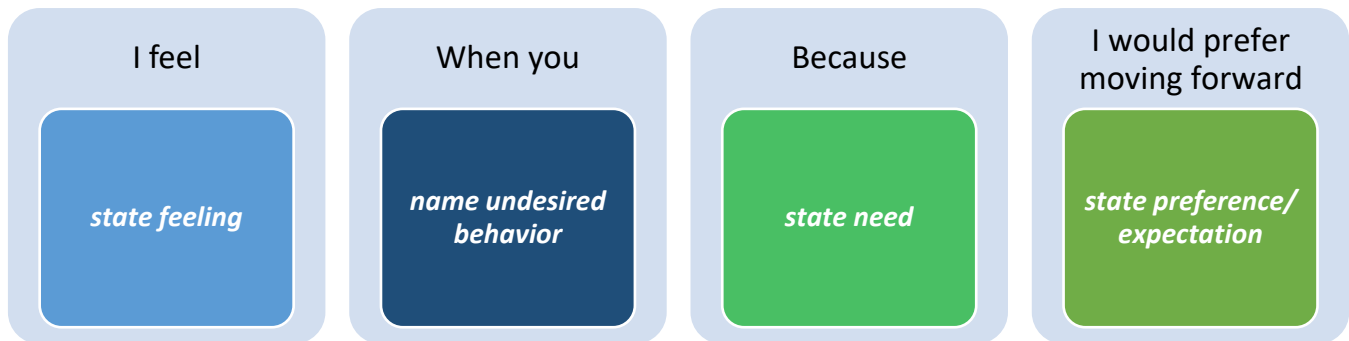 I feel
state feeling
When you
name undesired
behavior
Because
state need
I would prefer
moving forward
state preference/
expectation